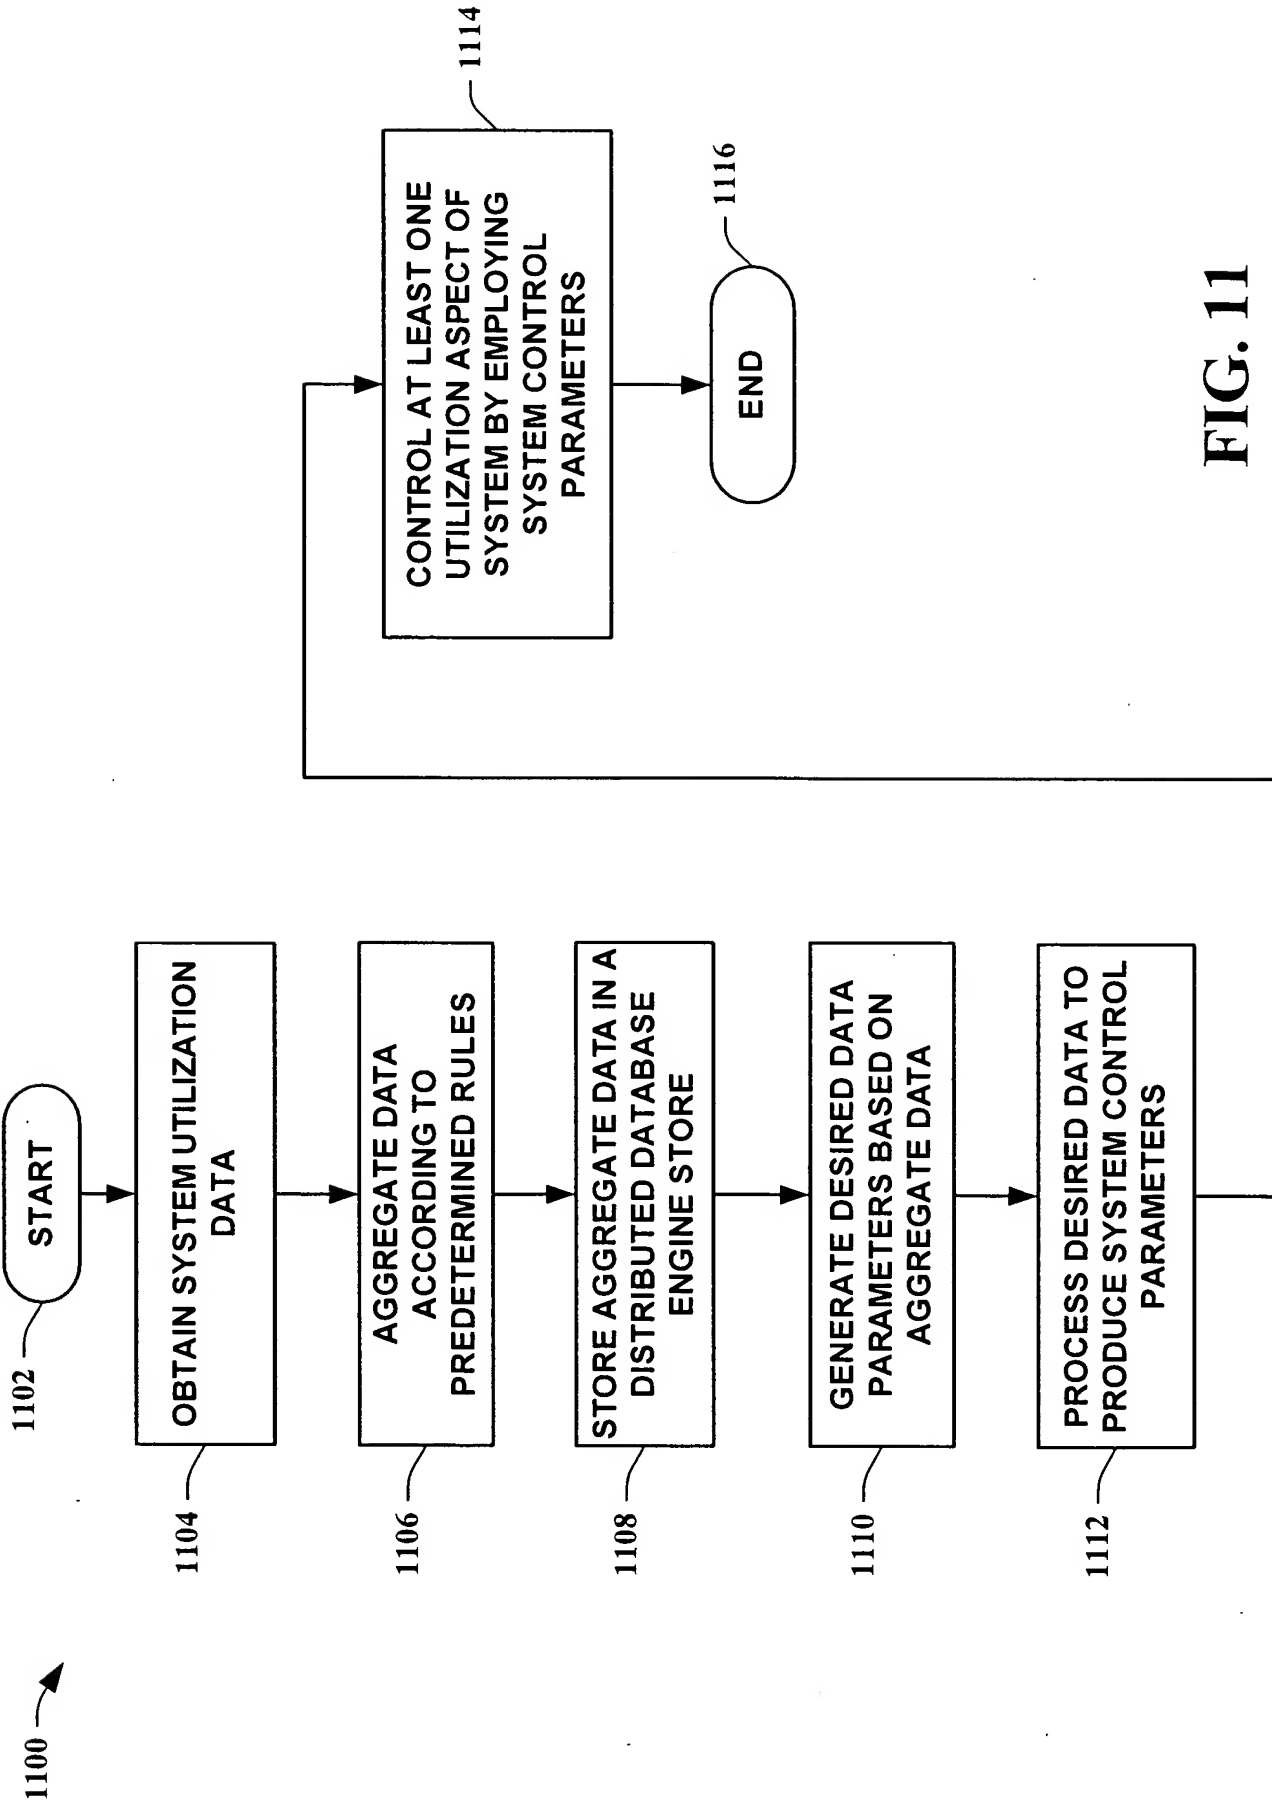 1100
1102
START
1104
OBTAIN SYSTEM UTILIZATION
DATA
1106
AGGREGATE DATA
ACCORDING TO
PREDETERMINED RULES
1108
STORE AGGREGATE DATA IN A
DISTRIBUTED DATABASE
ENGINE STORE
1110
GENERATE DESIRED DATA
PARAMETERS BASED ON
AGGREGATE DATA
1112
PROCESS DESIRED DATA TO
PRODUCE SYSTEM CONTROL
PARAMETERS
CONTROL AT LEAST ONE
UTILIZATION ASPECT OF
SYSTEM BY EMPLOYING
SYSTEM CONTROL
PARAMETERS
1114
END
1116
FIG. 11